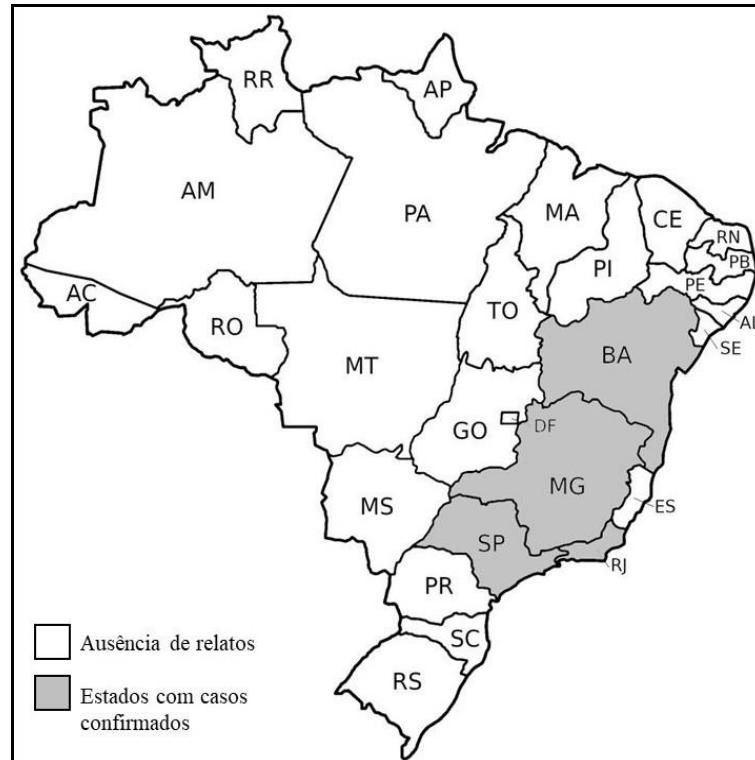 RR
AP
AM
PA
MA
CE
RN
PB
PI
PE
AC
TO
AL
RO
SE
BA
MT
GO
DF
MG
ES
MS
SP
RJ
PR
SC
RS
Ausência de relatos
Estados com casos
confirmados